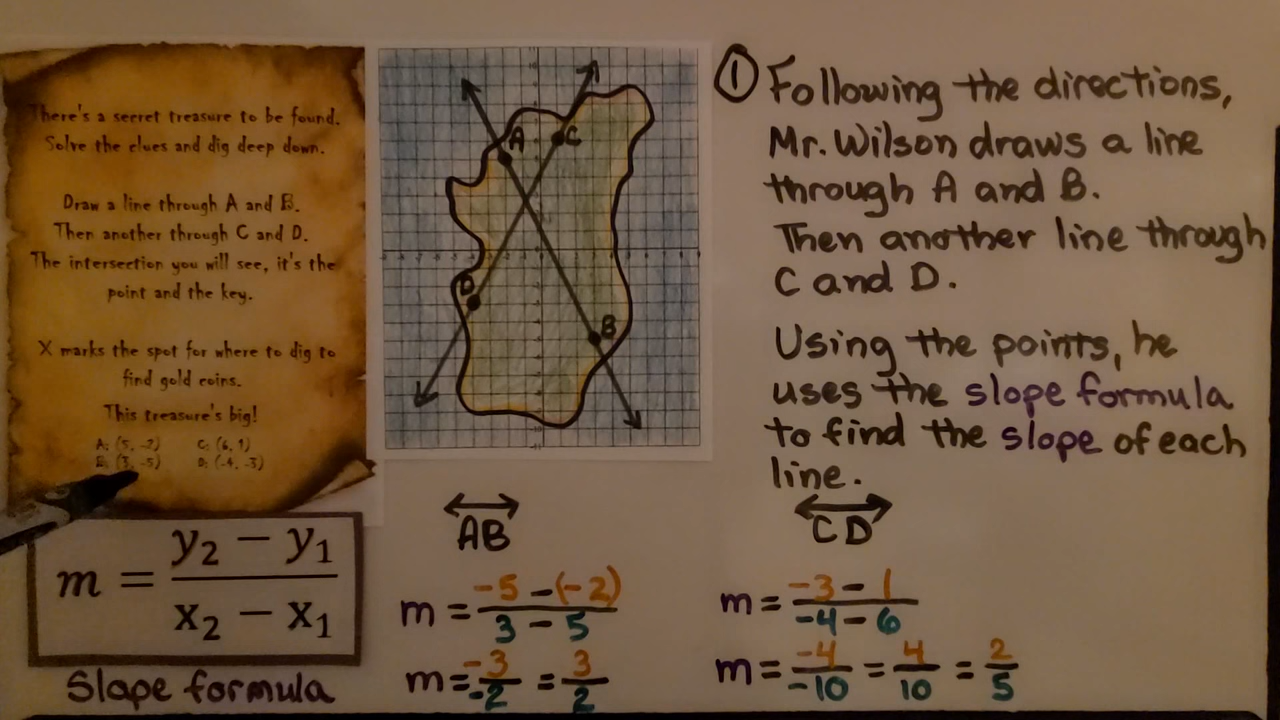 There's a secret treasure to be found.
Solve the clues and dig deep down.
Draw a line through A and B.
Then another through C and D.
The intersection you will see, it's the
point and the key.
X marks the spot for where to dig to
find gold coins.
This treasure's big!
A: (5, -2) C: (6, 1)
B: (3, -5) D: (-4, -3)
m = y₂ - y₁ / x₂ - x₁
Slope formula
A
C
D
B
① Following the directions,
Mr. Wilson draws a line
through A and B.
Then another line through
C and D.
Using the points, he
uses the slope formula
to find the slope of each
line.
AB
m = -5 - (-2) / 3 - 5
m = -3 / -2 = 3 / 2
CD
m = -3 - 1 / -4 - 6
m = -4 / -10 = 4 / 10 = 2 / 5